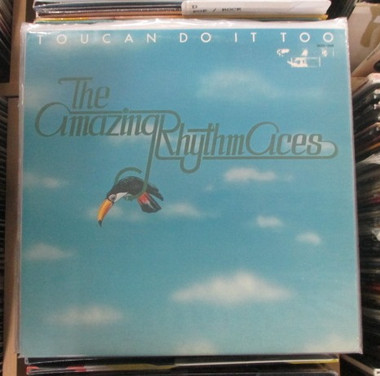 TOUCAN DO IT TOO
The
Amazing Rhythm Aces